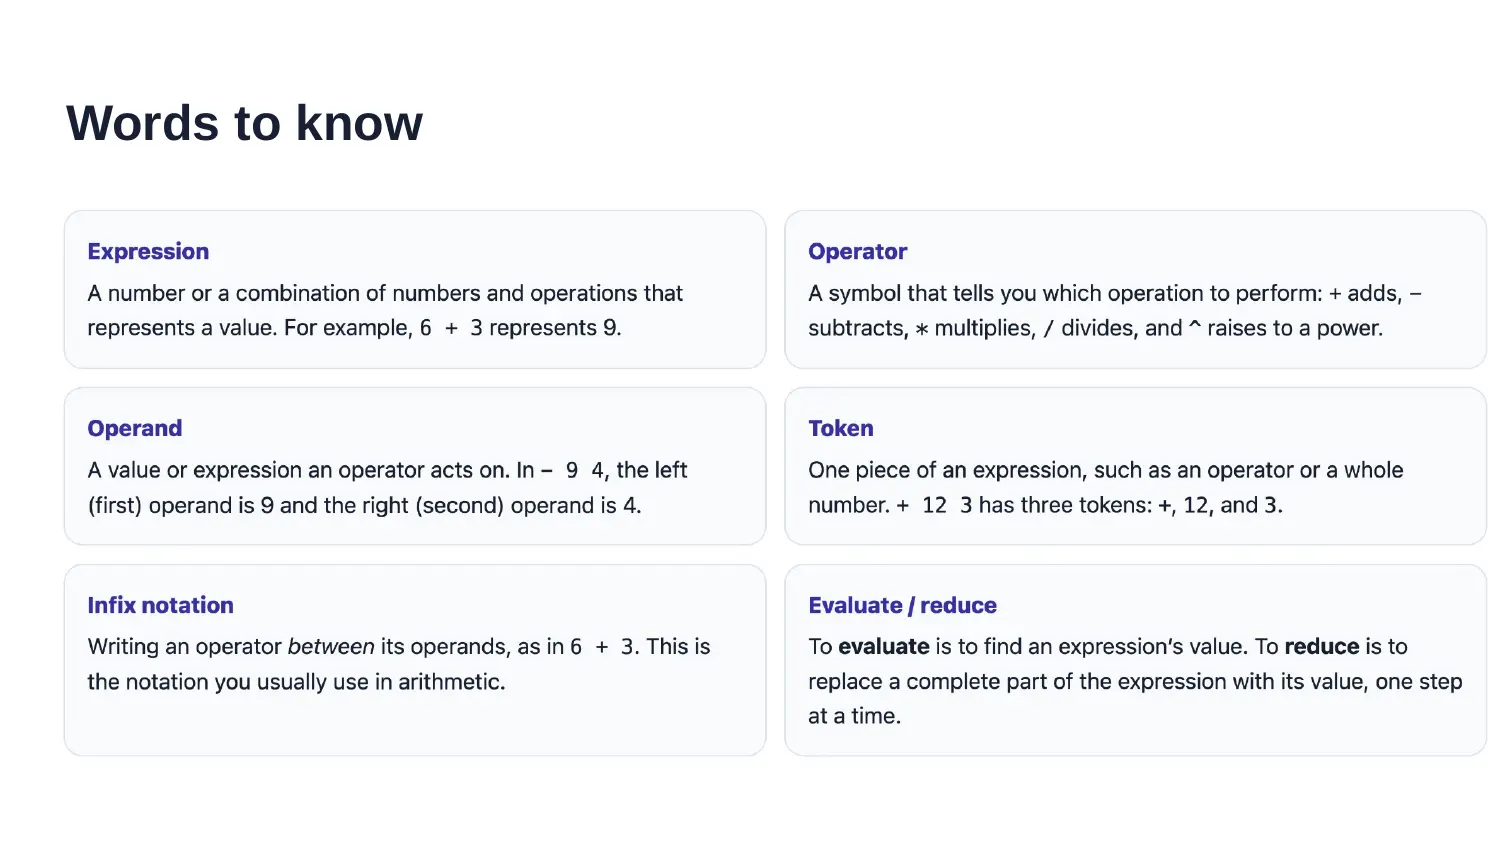 Words to know
Expression
A number or a combination of numbers and operations that
represents a value. For example, 6 + 3 represents 9.
Operator
A symbol that tells you which operation to perform: + adds, −
subtracts, * multiplies, / divides, and ^ raises to a power.
Operand
A value or expression an operator acts on. In − 9 4, the left
(first) operand is 9 and the right (second) operand is 4.
Token
One piece of an expression, such as an operator or a whole
number. + 12 3 has three tokens: +, 12, and 3.
Infix notation
Writing an operator between its operands, as in 6 + 3. This is
the notation you usually use in arithmetic.
Evaluate / reduce
To evaluate is to find an expression’s value. To reduce is to
replace a complete part of the expression with its value, one step
at a time.